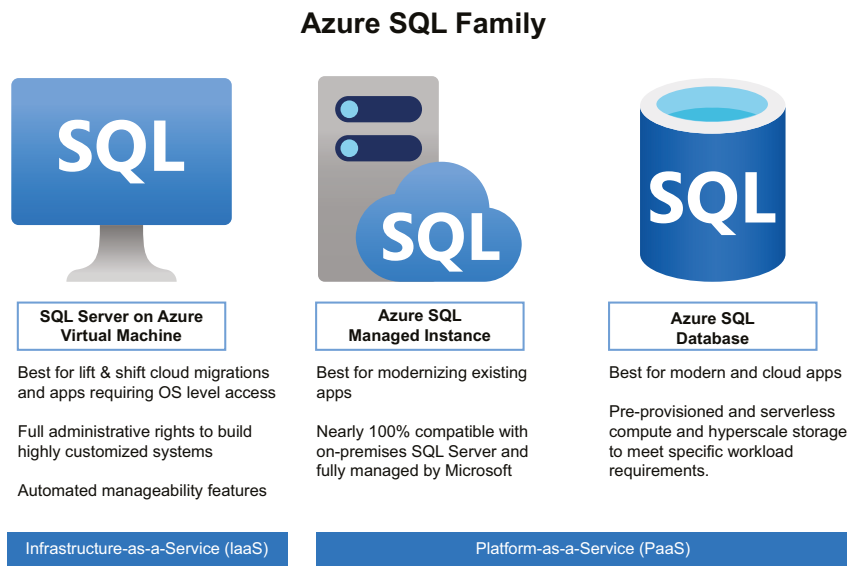 Azure SQL Family
SQL
SQL
SQL
SQL Server on Azure
Virtual Machine
Best for lift & shift cloud migrations
and apps requiring OS level access
Full administrative rights to build
highly customized systems
Automated manageability features
Azure SQL
Managed Instance
Best for modernizing existing
apps
Nearly 100% compatible with
on-premises SQL Server and
fully managed by Microsoft
Azure SQL
Database
Best for modern and cloud apps
Pre-provisioned and serverless
compute and hyperscale storage
to meet specific workload
requirements.
Infrastructure-as-a-Service (IaaS)
Platform-as-a-Service (PaaS)